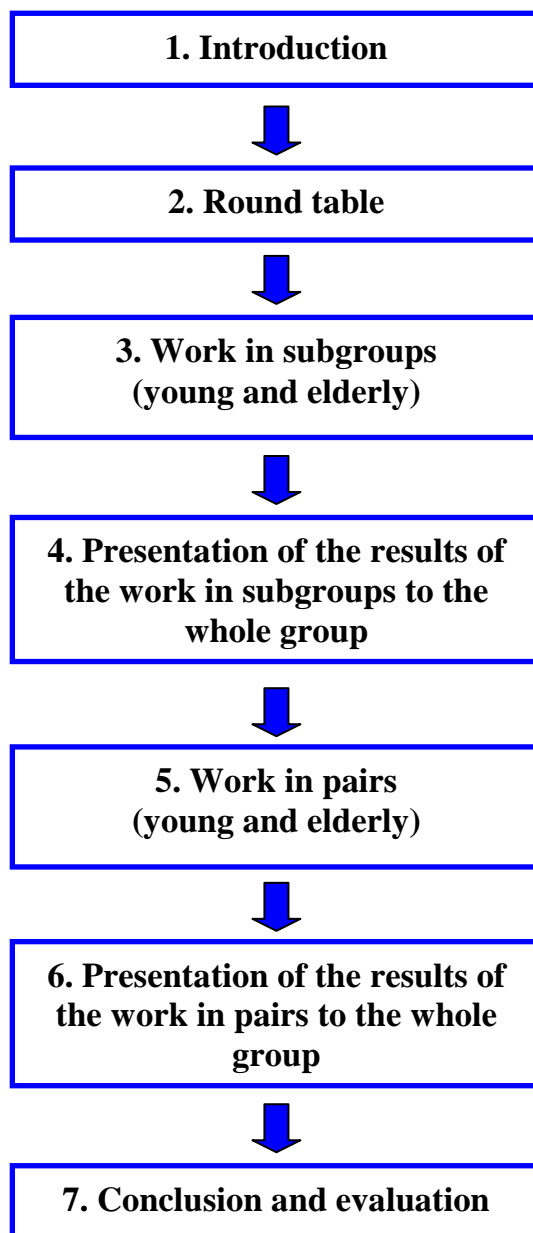 1. Introduction
2. Round table
3. Work in subgroups
(young and elderly)
4. Presentation of the results of
the work in subgroups to the
whole group
5. Work in pairs
(young and elderly)
6. Presentation of the results of
the work in pairs to the whole
group
7. Conclusion and evaluation